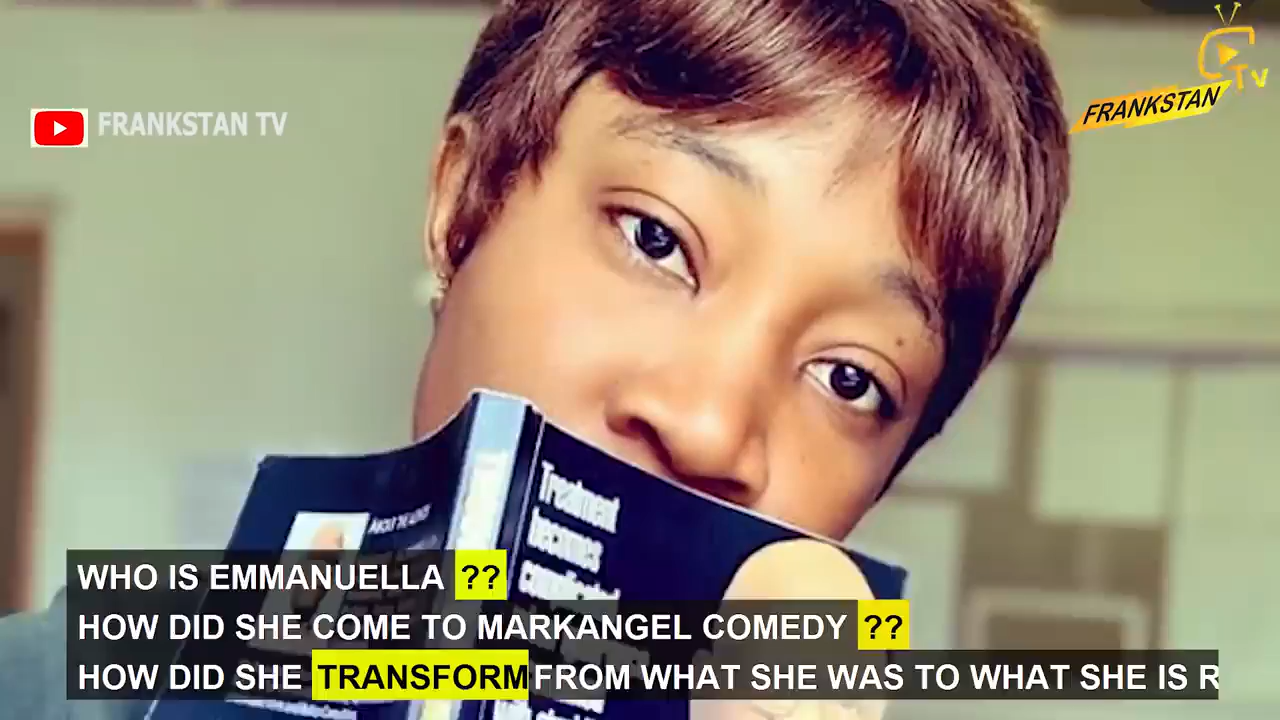 TV
FRANKSTAN
FRANKSTAN TV
Treatment
becomes
complicated
WHO IS EMMANUELLA ??
HOW DID SHE COME TO MARKANGEL COMEDY ??
HOW DID SHE TRANSFORM FROM WHAT SHE WAS TO WHAT SHE IS R